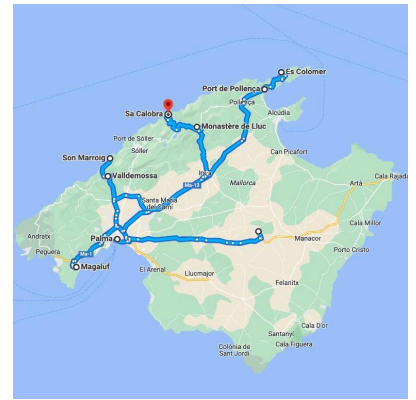 Es Colomer
Port de Pollença
Pollença
Alcúdia
Sa Calobra
Monastère de Lluc
Port de Sóller
Sóller
Can Picafort
Son Marroig
Inca
Valldemossa
Mallorca
Ma-13
Artà
Cala Rajada
Santa Maria
del Camí
Cala Millor
Andratx
Palma
Manacor
Peguera
Porto Cristo
Ma-1
Magaluf
El Arenal
Llucmajor
Felanitx
Cala D'or
Santanyí
Colònia de
Sant Jordi
Cala Figuera